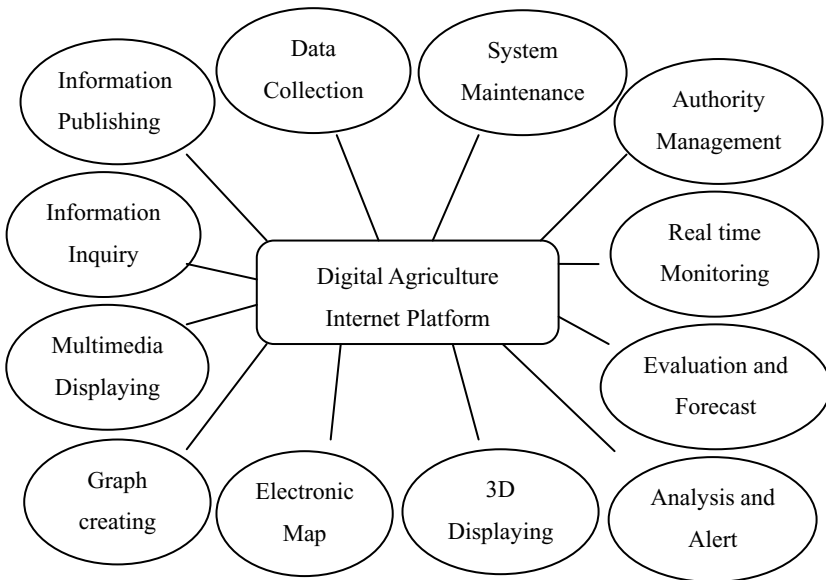 Data
Collection
System
Maintenance
Information
Publishing
Authority
Management
Information
Inquiry
Real time
Monitoring
Digital Agriculture
Internet Platform
Multimedia
Displaying
Evaluation and
Forecast
Graph
creating
Electronic
Map
3D
Displaying
Analysis and
Alert